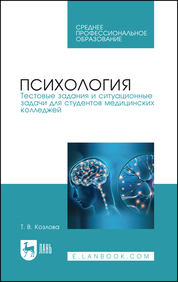 СРЕДНЕЕ
ПРОФЕССИОНАЛЬНОЕ
ОБРАЗОВАНИЕ
ПСИХОЛОГИЯ
Тестовые задания и ситуационные
задачи для студентов медицинских
колледжей
Т. В. Козлова
ЛАНЬ
E.LANBOOK.COM